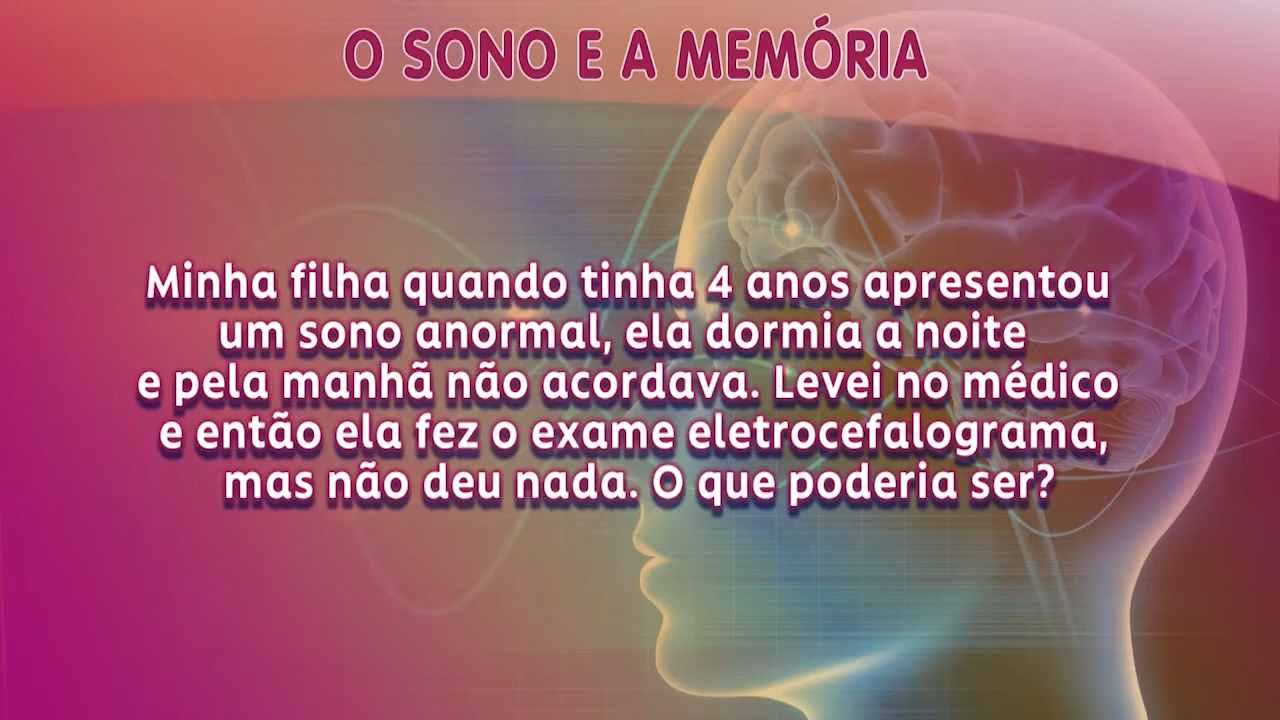 O SONO E A MEMÓRIA
Minha filha quando tinha 4 anos apresentou
um sono anormal, ela dormia a noite
e pela manhã não acordava. Levei no médico
e então ela fez o exame eletrocefalograma,
mas não deu nada. O que poderia ser?